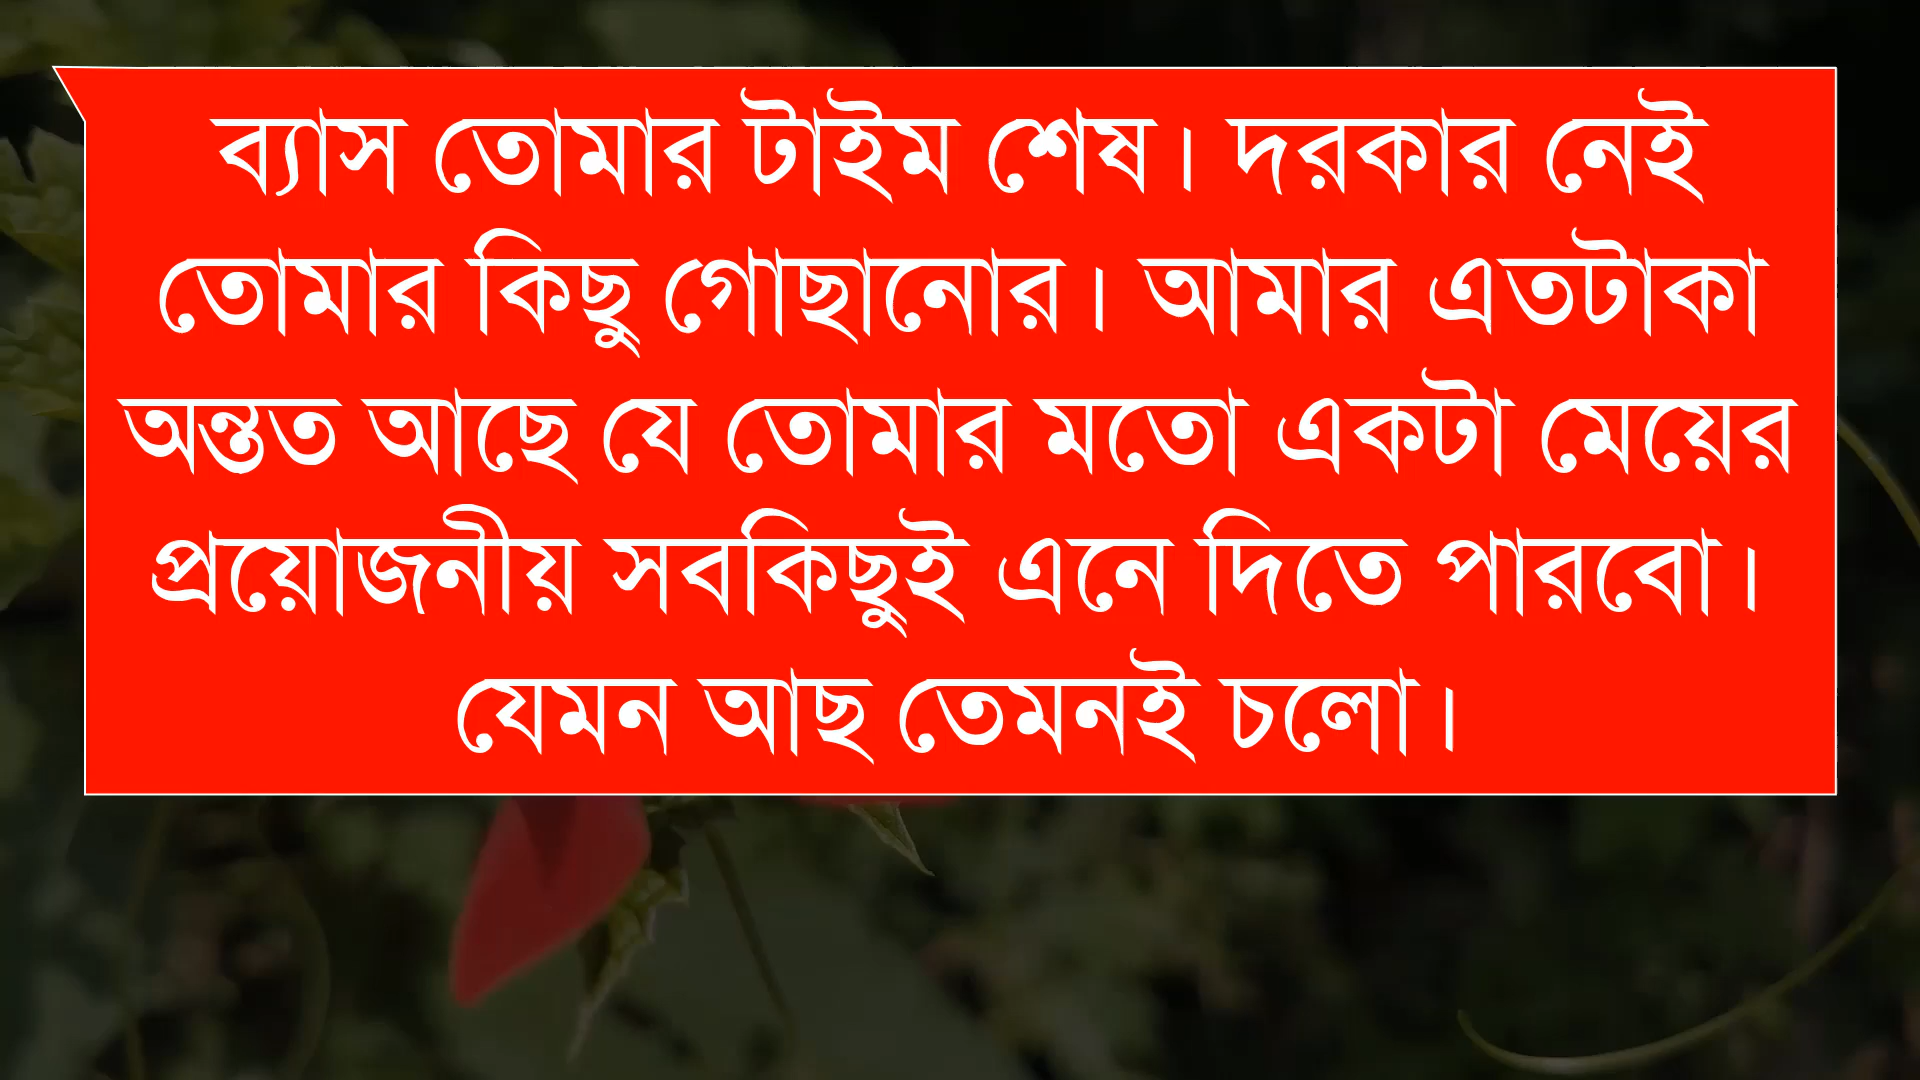 ব্যাস তোমার টাইম শেষ। দরকার নেই
তোমার কিছু গোছানোর। আমার এতটাকা
অন্তত আছে যে তোমার মতো একটা মেয়ের
প্রয়োজনীয় সবকিছুই এনে দিতে পারবো।
যেমন আছ তেমনই চলো।